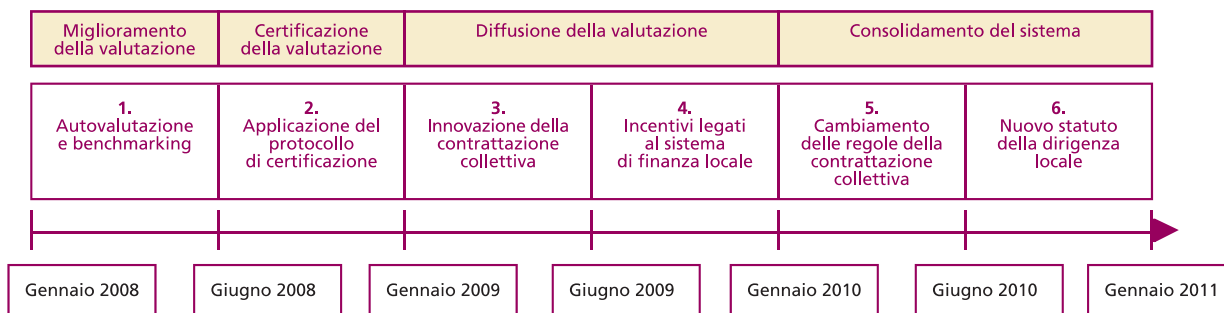 Miglioramento
della valutazione
Certificazione
della valutazione
Diffusione della valutazione
Consolidamento del sistema
1.
Autovalutazione
e benchmarking
2.
Applicazione del
protocollo
di certificazione
3.
Innovazione della
contrattazione
collettiva
4.
Incentivi legati
al sistema
di finanza locale
5.
Cambiamento
delle regole della
contrattazione
collettiva
6.
Nuovo statuto
della dirigenza
locale
Gennaio 2008
Giugno 2008
Gennaio 2009
Giugno 2009
Gennaio 2010
Giugno 2010
Gennaio 2011